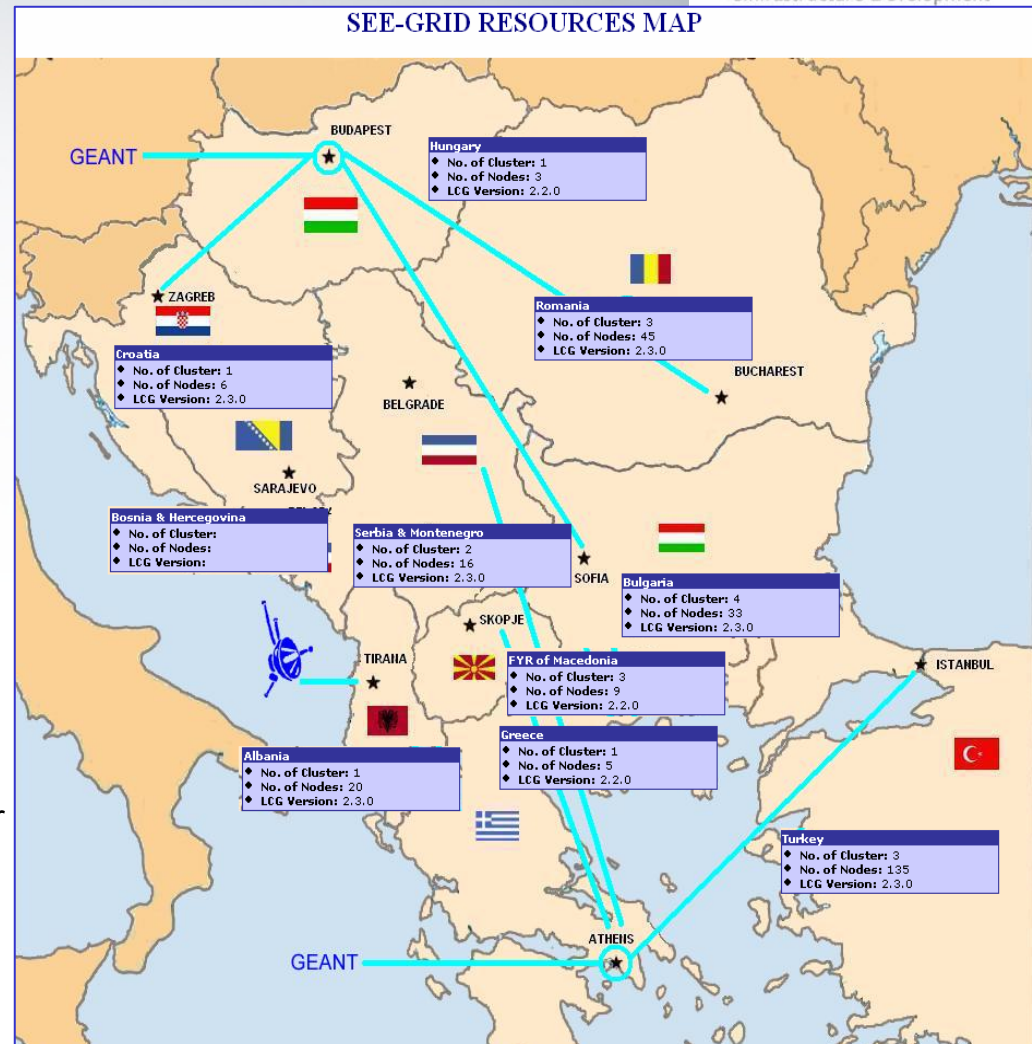 SEE-GRID RESOURCES MAP
BUDAPEST
GEANT
Hungary
No. of Cluster: 1
No. of Nodes: 3
LCG Version: 2.2.0
ZAGREB
Croatia
No. of Cluster: 1
No. of Nodes: 6
LCG Version: 2.3.0
Romania
No. of Cluster: 3
No. of Nodes: 45
LCG Version: 2.3.0
BUCHAREST
BELGRADE
SARAJEVO
Bosnia & Hercegovina
No. of Cluster:
No. of Nodes:
LCG Version:
Serbia & Montenegro
No. of Cluster: 2
No. of Nodes: 16
LCG Version: 2.3.0
SOFIA
Bulgaria
No. of Cluster: 4
No. of Nodes: 33
LCG Version: 2.3.0
SKOPJE
TIRANA
FYR of Macedonia
No. of Cluster: 3
No. of Nodes: 9
LCG Version: 2.2.0
ISTANBUL
Greece
No. of Cluster: 1
No. of Nodes: 5
LCG Version: 2.2.0
Albania
No. of Cluster: 1
No. of Nodes: 20
LCG Version: 2.3.0
Turkey
No. of Cluster: 3
No. of Nodes: 135
LCG Version: 2.3.0
ATHENS
GEANT